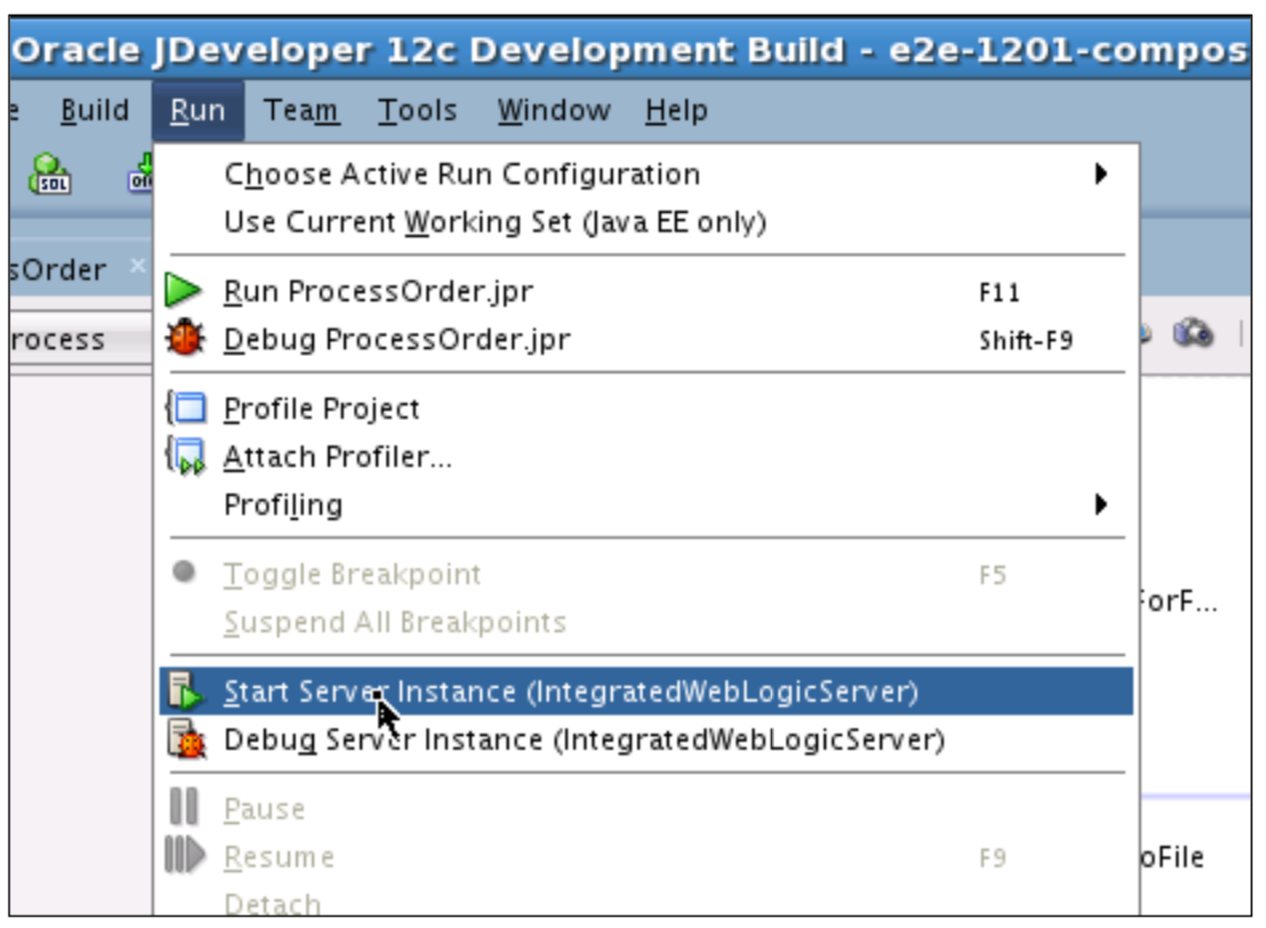 Oracle JDeveloper 12c Development Build - e2e-1201-compos
e Build Run Team Tools Window Help
SQL
Choose Active Run Configuration
Use Current Working Set (Java EE only)
sOrder ×
Run ProcessOrder.jpr F11
rocess
Debug ProcessOrder.jpr Shift-F9
Profile Project
Attach Profiler...
Profiling
Toggle Breakpoint F5
ForF...
Suspend All Breakpoints
Start Server Instance (IntegratedWebLogicServer)
Debug Server Instance (IntegratedWebLogicServer)
Pause
Resume F9
oFile
Detach